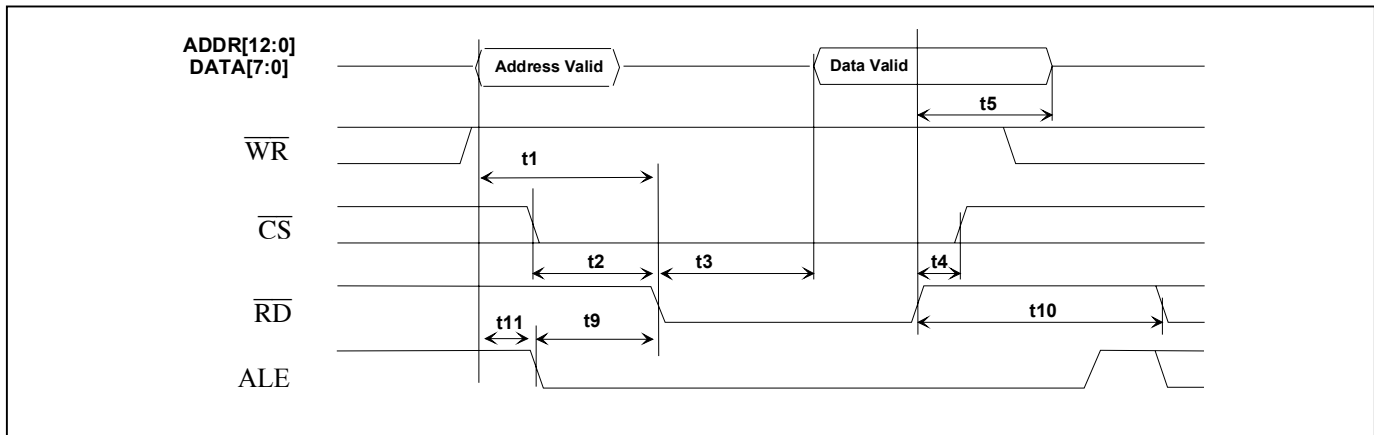 ADDR[12:0]
DATA[7:0]
Address Valid
Data Valid
t5
WR
t1
CS
t2
t3
t4
RD
t11
t9
t10
ALE